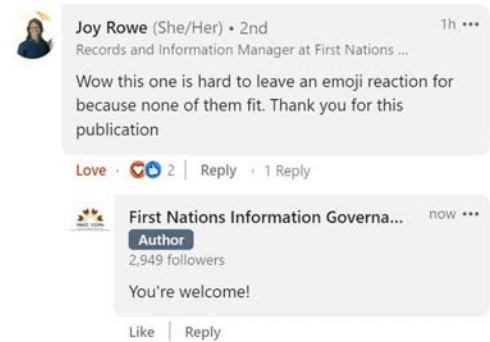 Joy Rowe (She/Her) • 2nd
1h •••
Records and Information Manager at First Nations ...
Wow this one is hard to leave an emoji reaction for
because none of them fit. Thank you for this
publication
Love · 2 | Reply · 1 Reply
First Nations Information Governa...
now •••
Author
2,949 followers
You're welcome!
Like | Reply